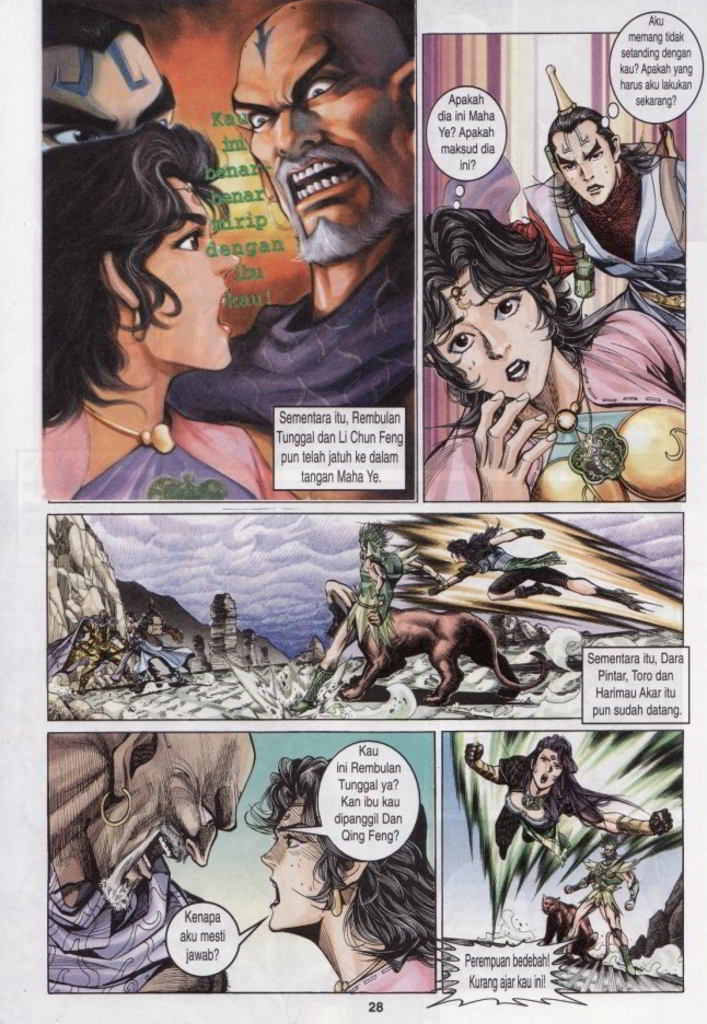 Kau
ini
benar
benar
mirip
dengan
ibu
kau!
Sementara itu, Rembulan
Tunggal dan Li Chun Feng
pun telah jatuh ke dalam
tangan Maha Ye.
Aku
memang tidak
setanding dengan
kau? Apakah yang
harus aku lakukan
sekarang?
Apakah
dia ini Maha
Ye? Apakah
maksud dia
ini?
Sementara itu, Dara
Pintar, Toro dan
Harimau Akar itu
pun sudah datang.
Kau
ini Rembulan
Tunggal ya?
Kan ibu kau
dipanggil Dan
Qing Feng?
Kenapa
aku mesti
jawab?
Perempuan bedebah!
Kurang ajar kau ini!
28